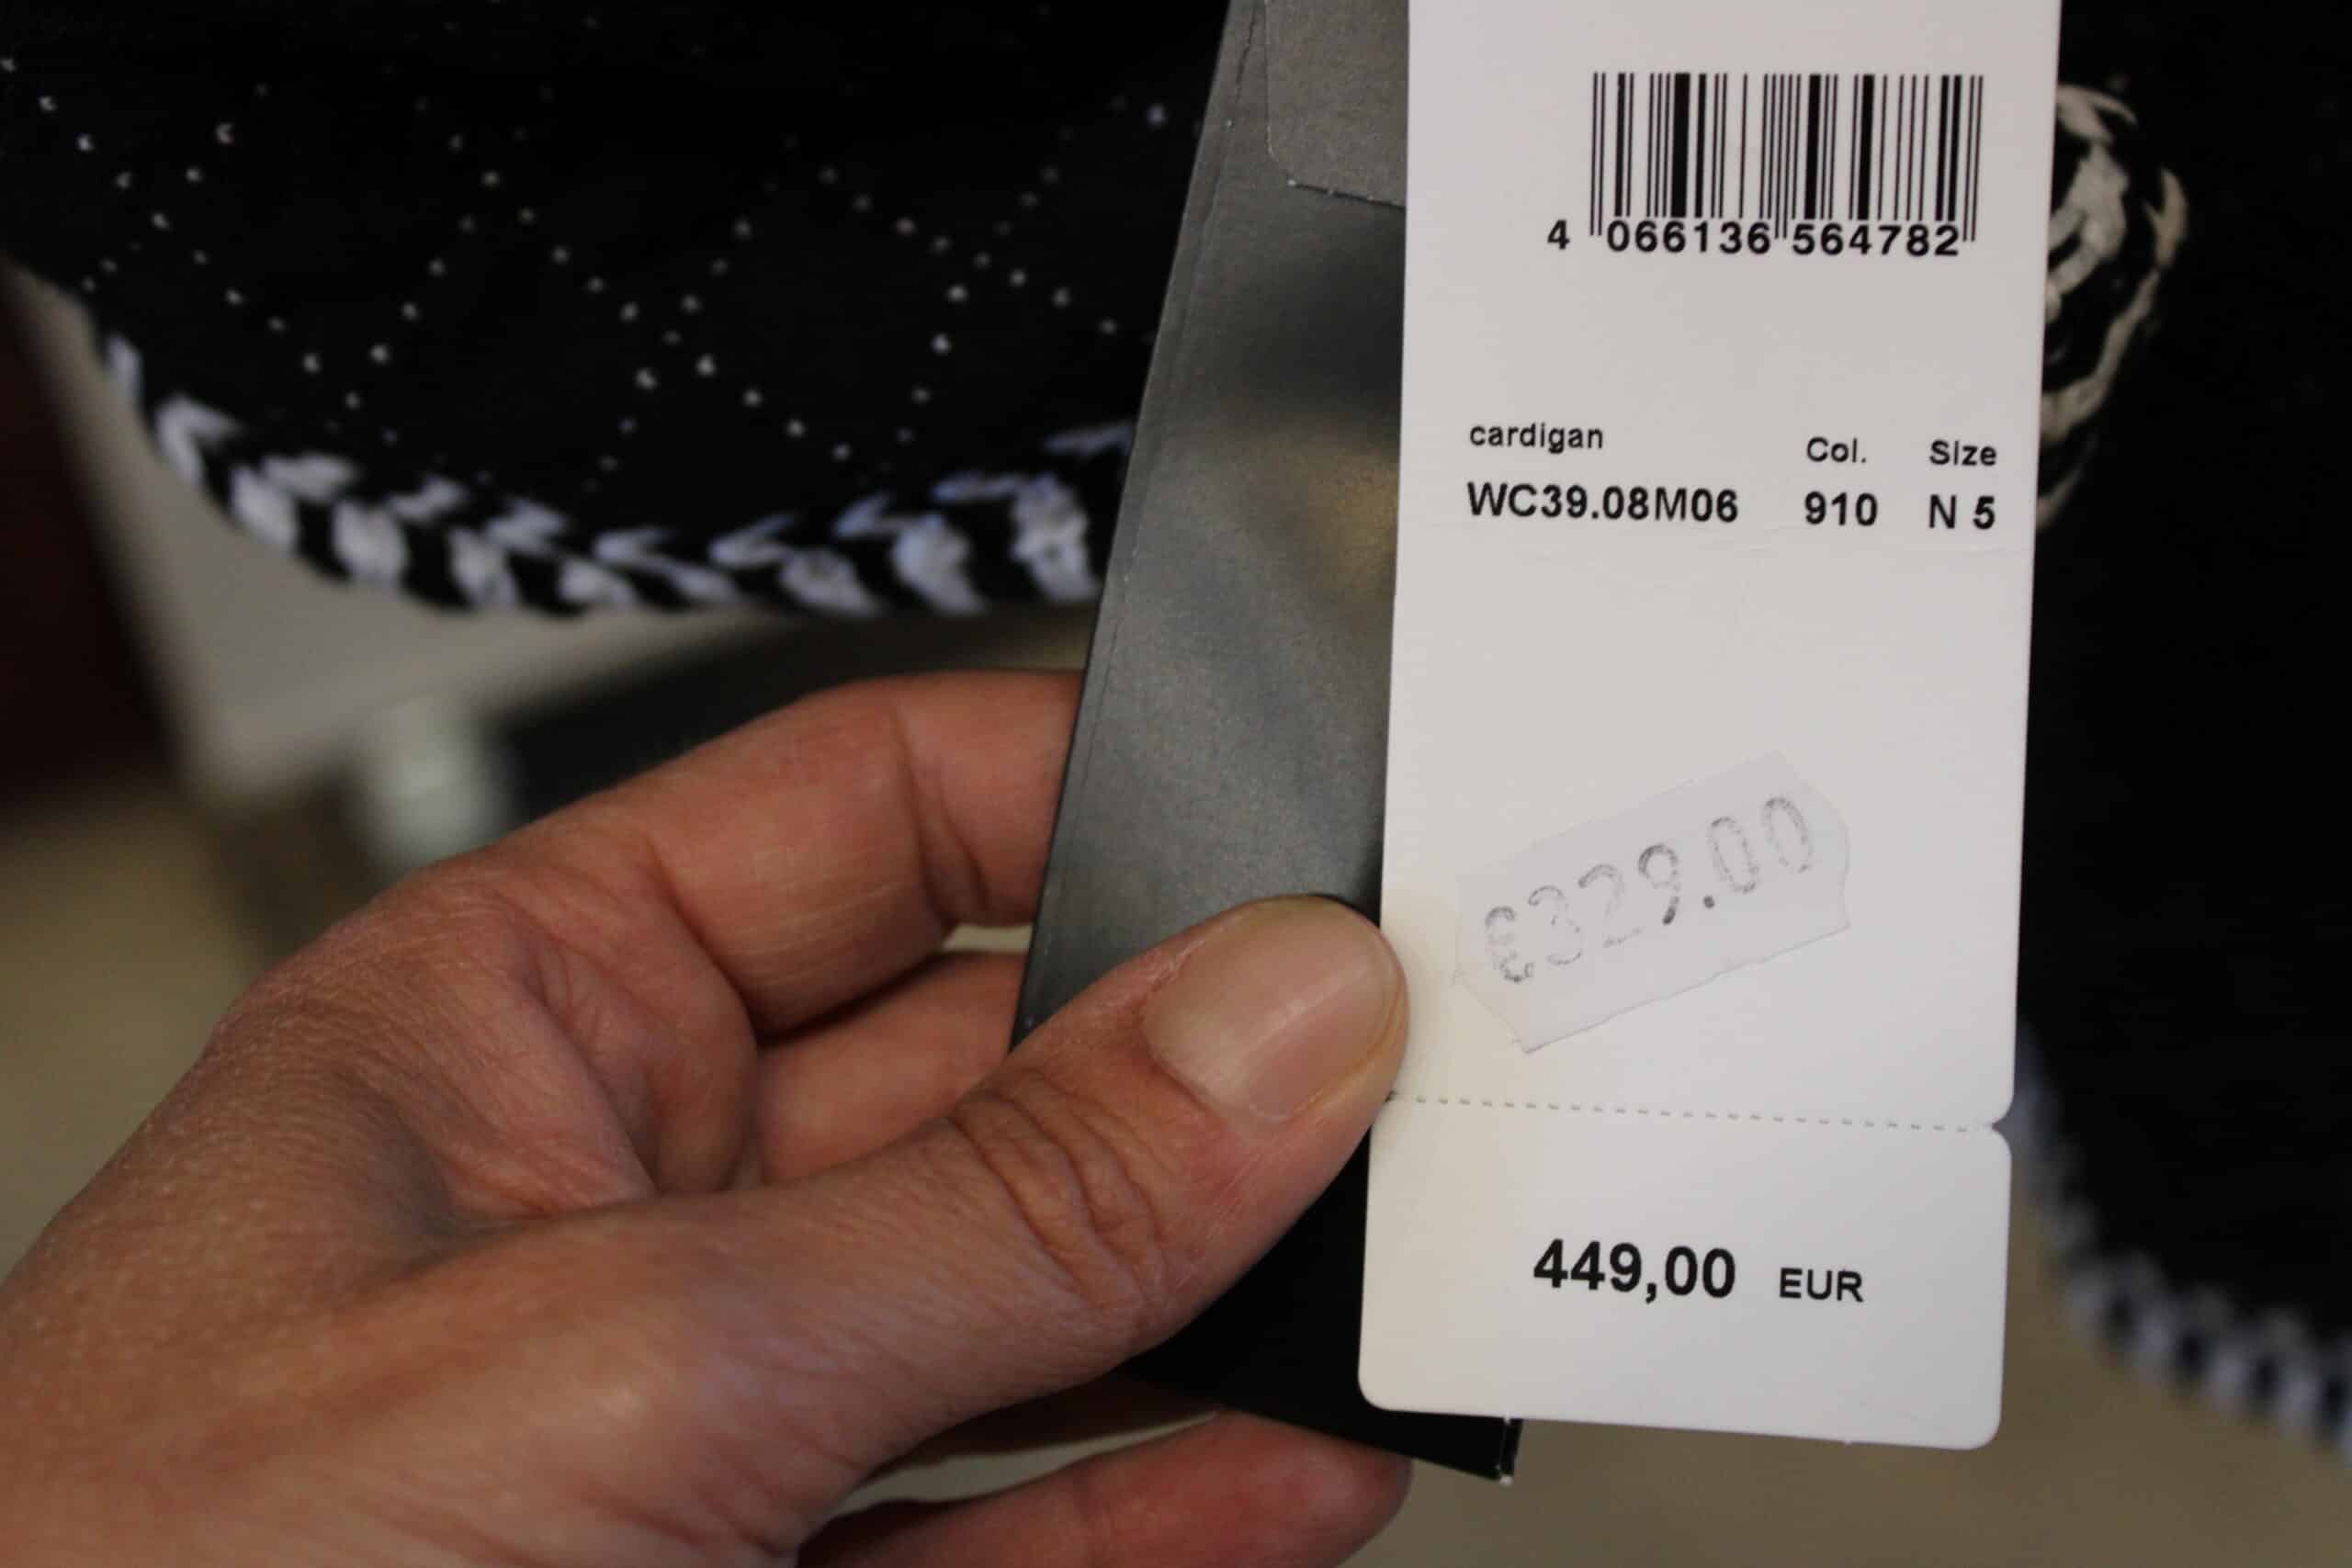 4 066136 564782
cardigan Col. Size
WC39.08M06 910 N 5
£329.00
449,00 EUR